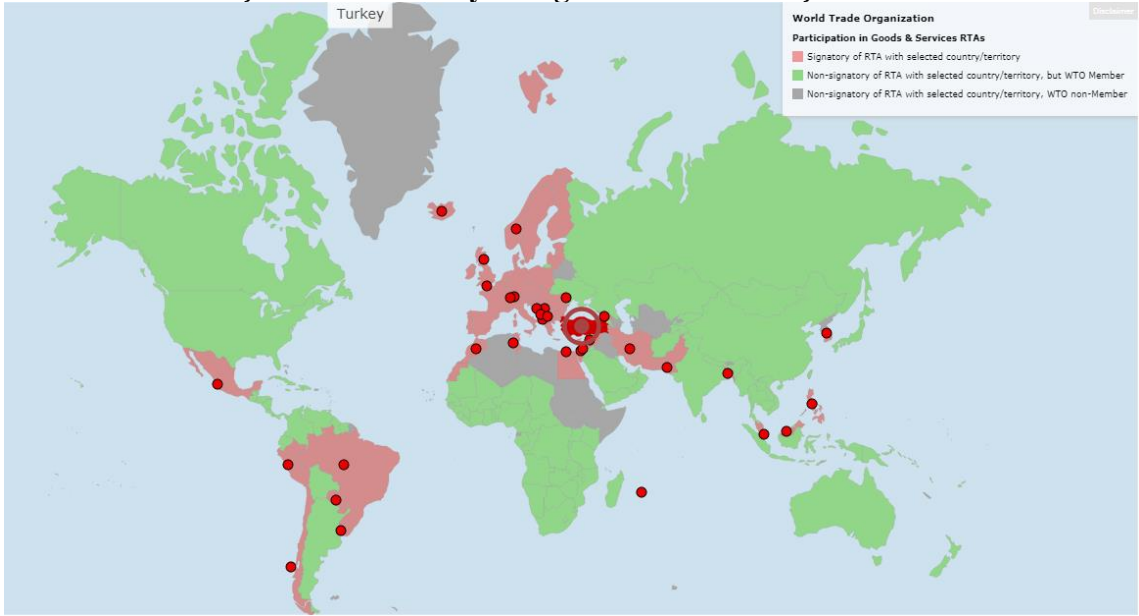 Turkey
Disclaimer
World Trade Organization
Participation in Goods & Services RTAs
Signatory of RTA with selected country/territory
Non-signatory of RTA with selected country/territory, but WTO Member
Non-signatory of RTA with selected country/territory, WTO non-Member